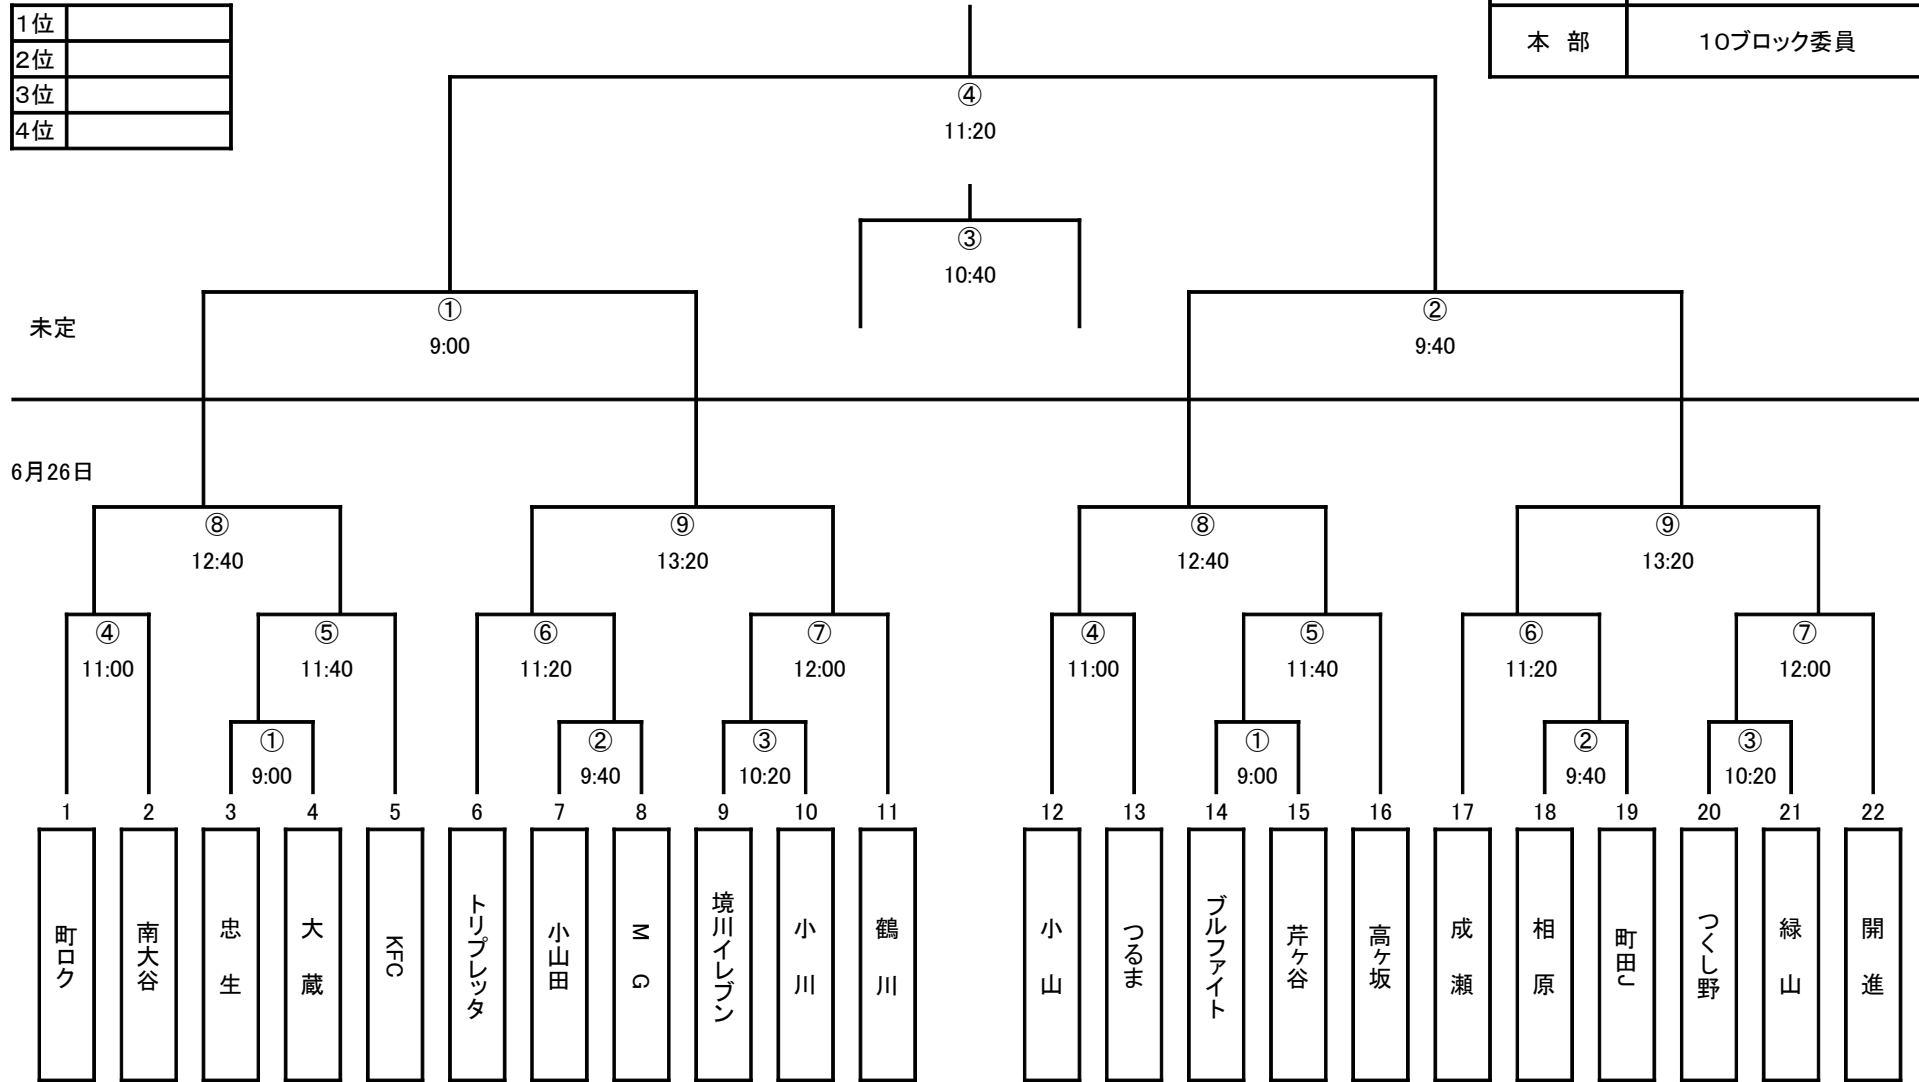 1位
2位
3位
4位
本 部 10ブロック委員
④
11:20
③
10:40
① ②
未定
9:00 9:40
6月26日
⑧ ⑨ ⑧ ⑨
12:40 13:20 12:40 13:20
④ ⑤ ⑥ ⑦ ④ ⑤ ⑥ ⑦
11:00 11:40 11:20 12:00 11:00 11:40 11:20 12:00
① ② ③ ① ② ③
9:00 9:40 10:20 9:00 9:40 10:20
1 2 3 4 5 6 7 8 9 10 11 12 13 14 15 16 17 18 19 20 21 22
町ロク
南大谷
忠 生
大 蔵
KFC
トリプレッタ
小山田
M G
境川イレブン
小 川
鶴 川
小 山
つるま
ブルファイト
芹ヶ谷
高ヶ坂
成 瀬
相 原
町田J
つくし野
緑 山
開 進